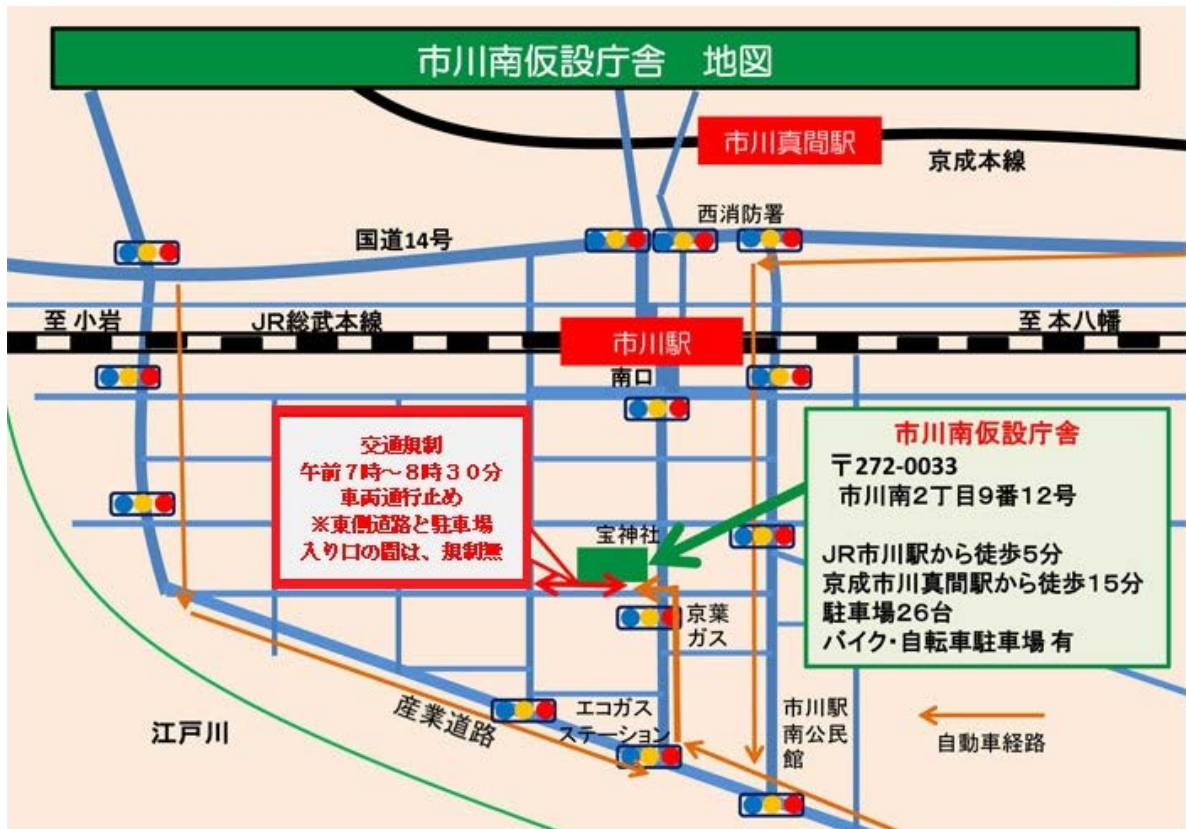 市川南仮設庁舎　地図
市川真間駅
京成本線
西消防署
国道14号
至 小岩
JR総武本線
市川駅
至 本八幡
南口
交通規制
午前7時～8時３０分
車両通行止め
※東側道路と駐車場
入り口の間は、規制無
市川南仮設庁舎
〒272-0033
市川南2丁目9番12号
JR市川駅から徒歩5分
京成市川真間駅から徒歩15分
駐車場26台
バイク・自転車駐車場 有
宝神社
京葉
ガス
産業道路
エコガス
ステーション
市川駅
南公民
館
江戸川
自動車経路